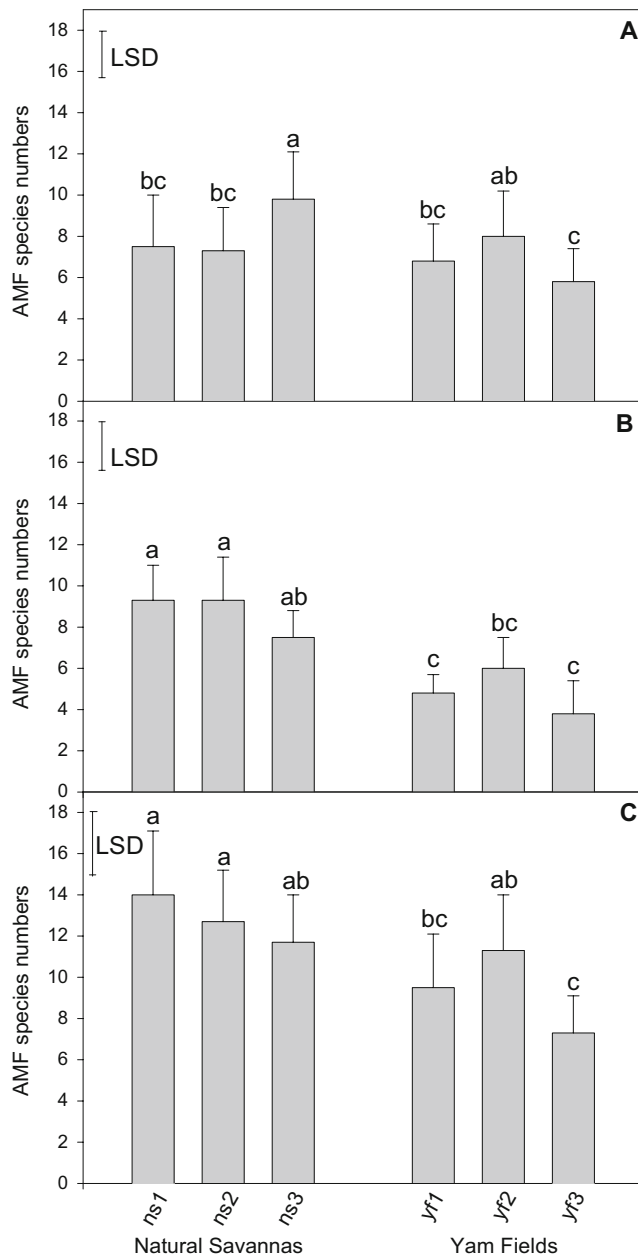 A
18
LSD
16
14
12
10
8
6
4
2
0
AMF species numbers
bc
bc
a
bc
ab
c
B
18
LSD
16
14
12
10
8
6
4
2
0
AMF species numbers
a
a
ab
c
bc
c
C
18
LSD
16
14
12
10
8
6
4
2
0
AMF species numbers
a
a
ab
bc
ab
c
ns1 ns2 ns3 yf1 yf2 yf3
Natural Savannas Yam Fields